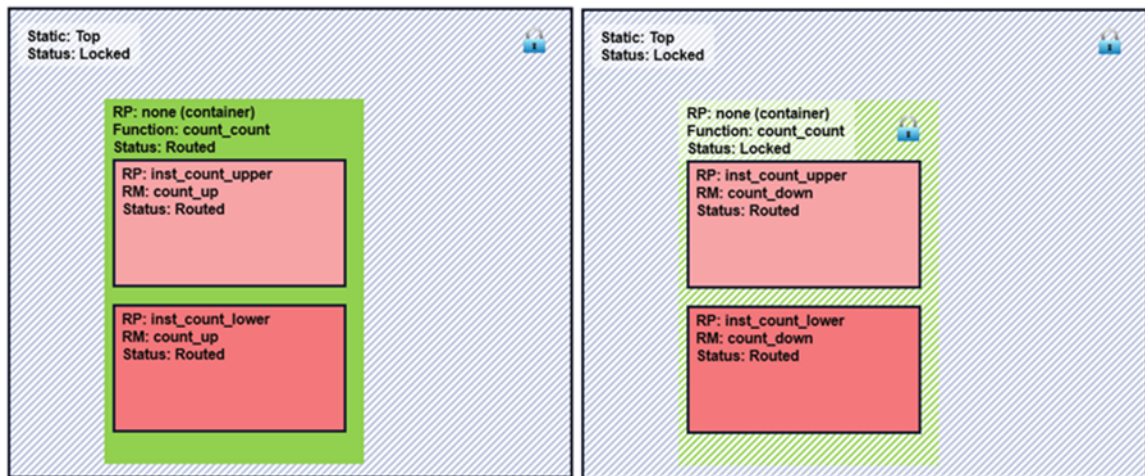 Static: Top
Status: Locked
RP: none (container)
Function: count_count
Status: Routed
RP: inst_count_upper
RM: count_up
Status: Routed
RP: inst_count_lower
RM: count_up
Status: Routed
Static: Top
Status: Locked
RP: none (container)
Function: count_count
Status: Locked
RP: inst_count_upper
RM: count_down
Status: Routed
RP: inst_count_lower
RM: count_down
Status: Routed